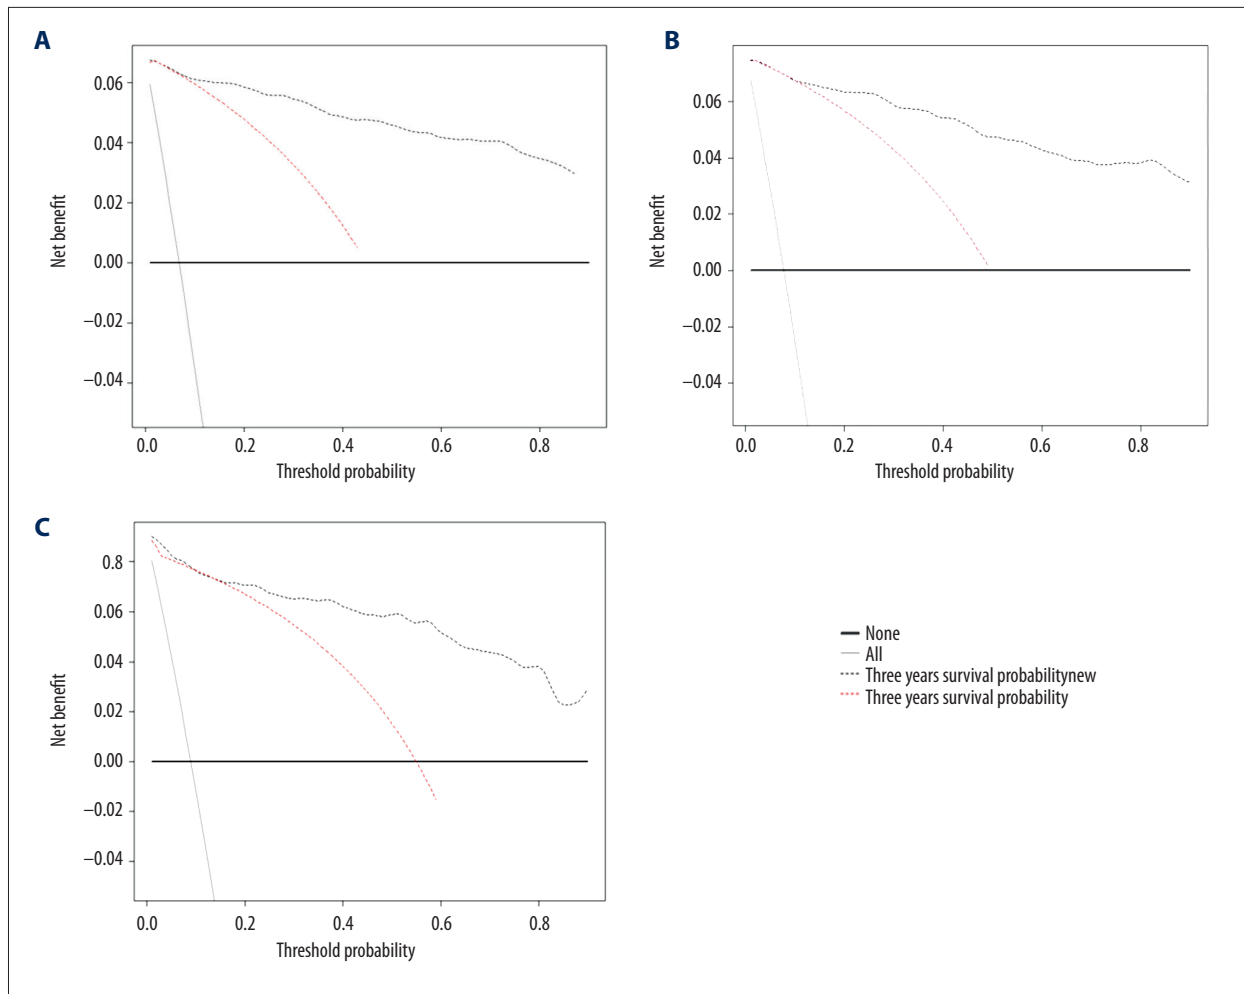 A
Net benefit
0.06
0.04
0.02
0.00
−0.02
−0.04
0.0 0.2 0.4 0.6 0.8
Threshold probability
B
Net benefit
0.06
0.04
0.02
0.00
−0.02
−0.04
0.0 0.2 0.4 0.6 0.8
Threshold probability
C
Net benefit
0.8
0.06
0.04
0.02
0.00
−0.02
−0.04
0.0 0.2 0.4 0.6 0.8
Threshold probability
None
All
Three years survival probabilitynew
Three years survival probability